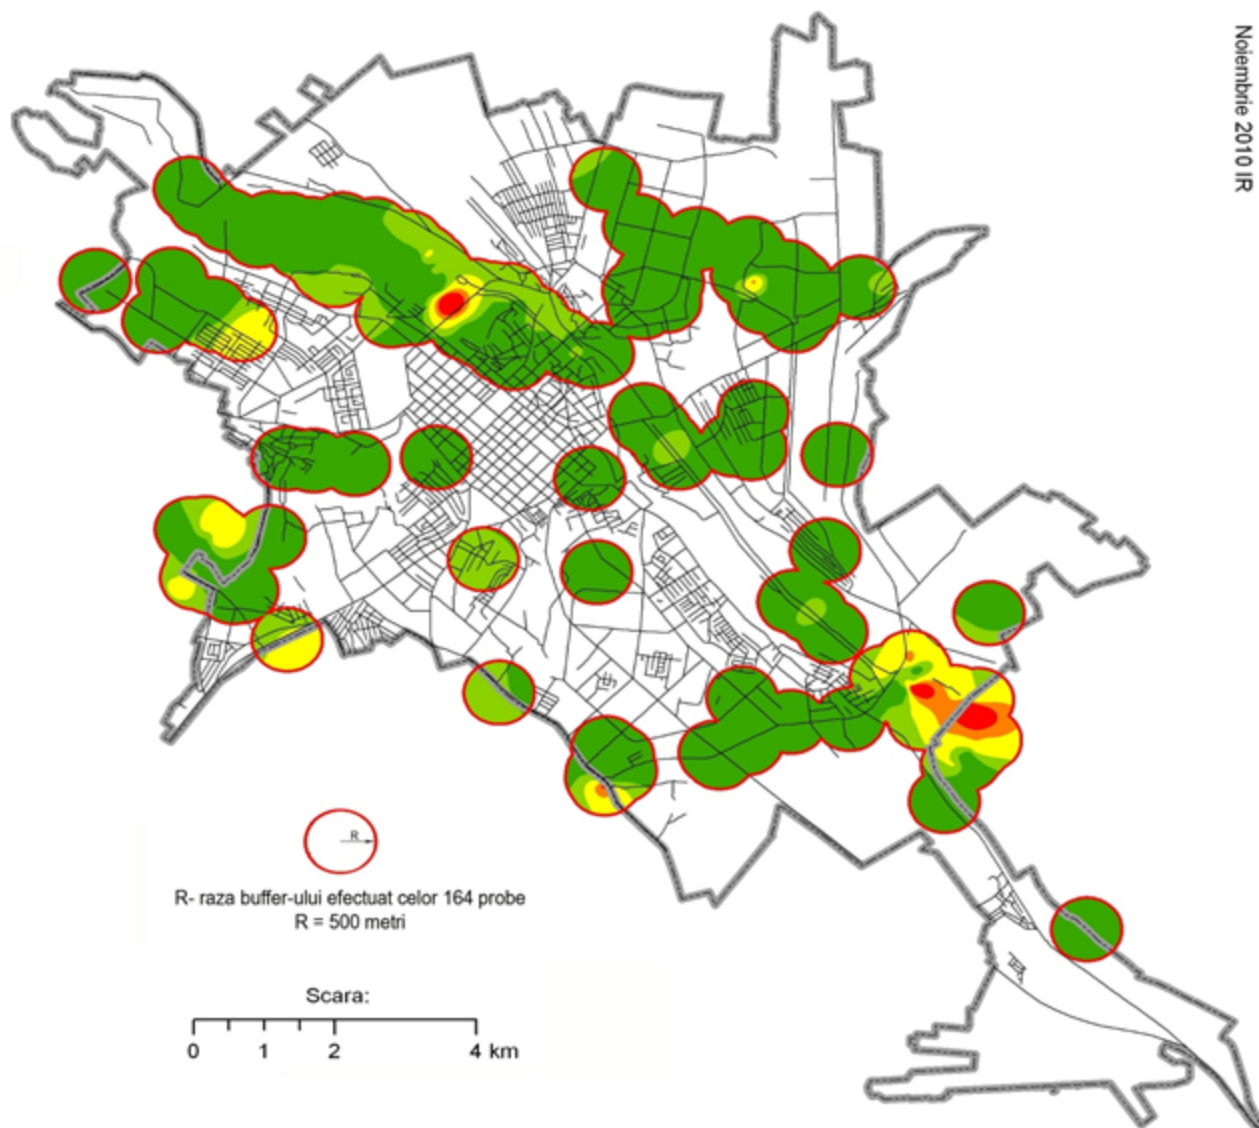 Noiembrie 2010 IR
R
R- raza buffer-ului efectuat celor 164 probe
R = 500 metri
Scara:
0 1 2 4 km